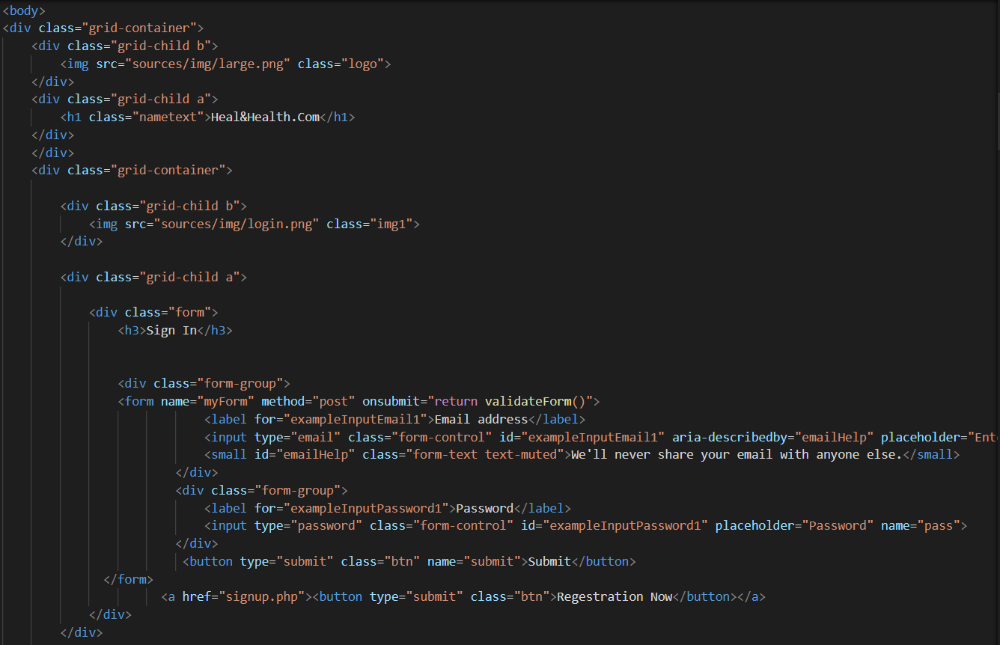 <body>
<div class="grid-container">
<div class="grid-child b">
<img src="sources/img/large.png" class="logo">
</div>
<div class="grid-child a">
<h1 class="nametext">Heal&Health.Com</h1>
</div>
</div>
<div class="grid-container">
<div class="grid-child b">
<img src="sources/img/login.png" class="img1">
</div>
<div class="grid-child a">
<div class="form">
<h3>Sign In</h3>
<div class="form-group">
<form name="myForm" method="post" onsubmit="return validateForm()">
<label for="exampleInputEmail1">Email address</label>
<input type="email" class="form-control" id="exampleInputEmail1" aria-describedby="emailHelp" placeholder="Ent
<small id="emailHelp" class="form-text text-muted">We'll never share your email with anyone else.</small>
</div>
<div class="form-group">
<label for="exampleInputPassword1">Password</label>
<input type="password" class="form-control" id="exampleInputPassword1" placeholder="Password" name="pass">
</div>
<button type="submit" class="btn" name="submit">Submit</button>
</form>
<a href="signup.php"><button type="submit" class="btn">Regestration Now</button></a>
</div>
</div>